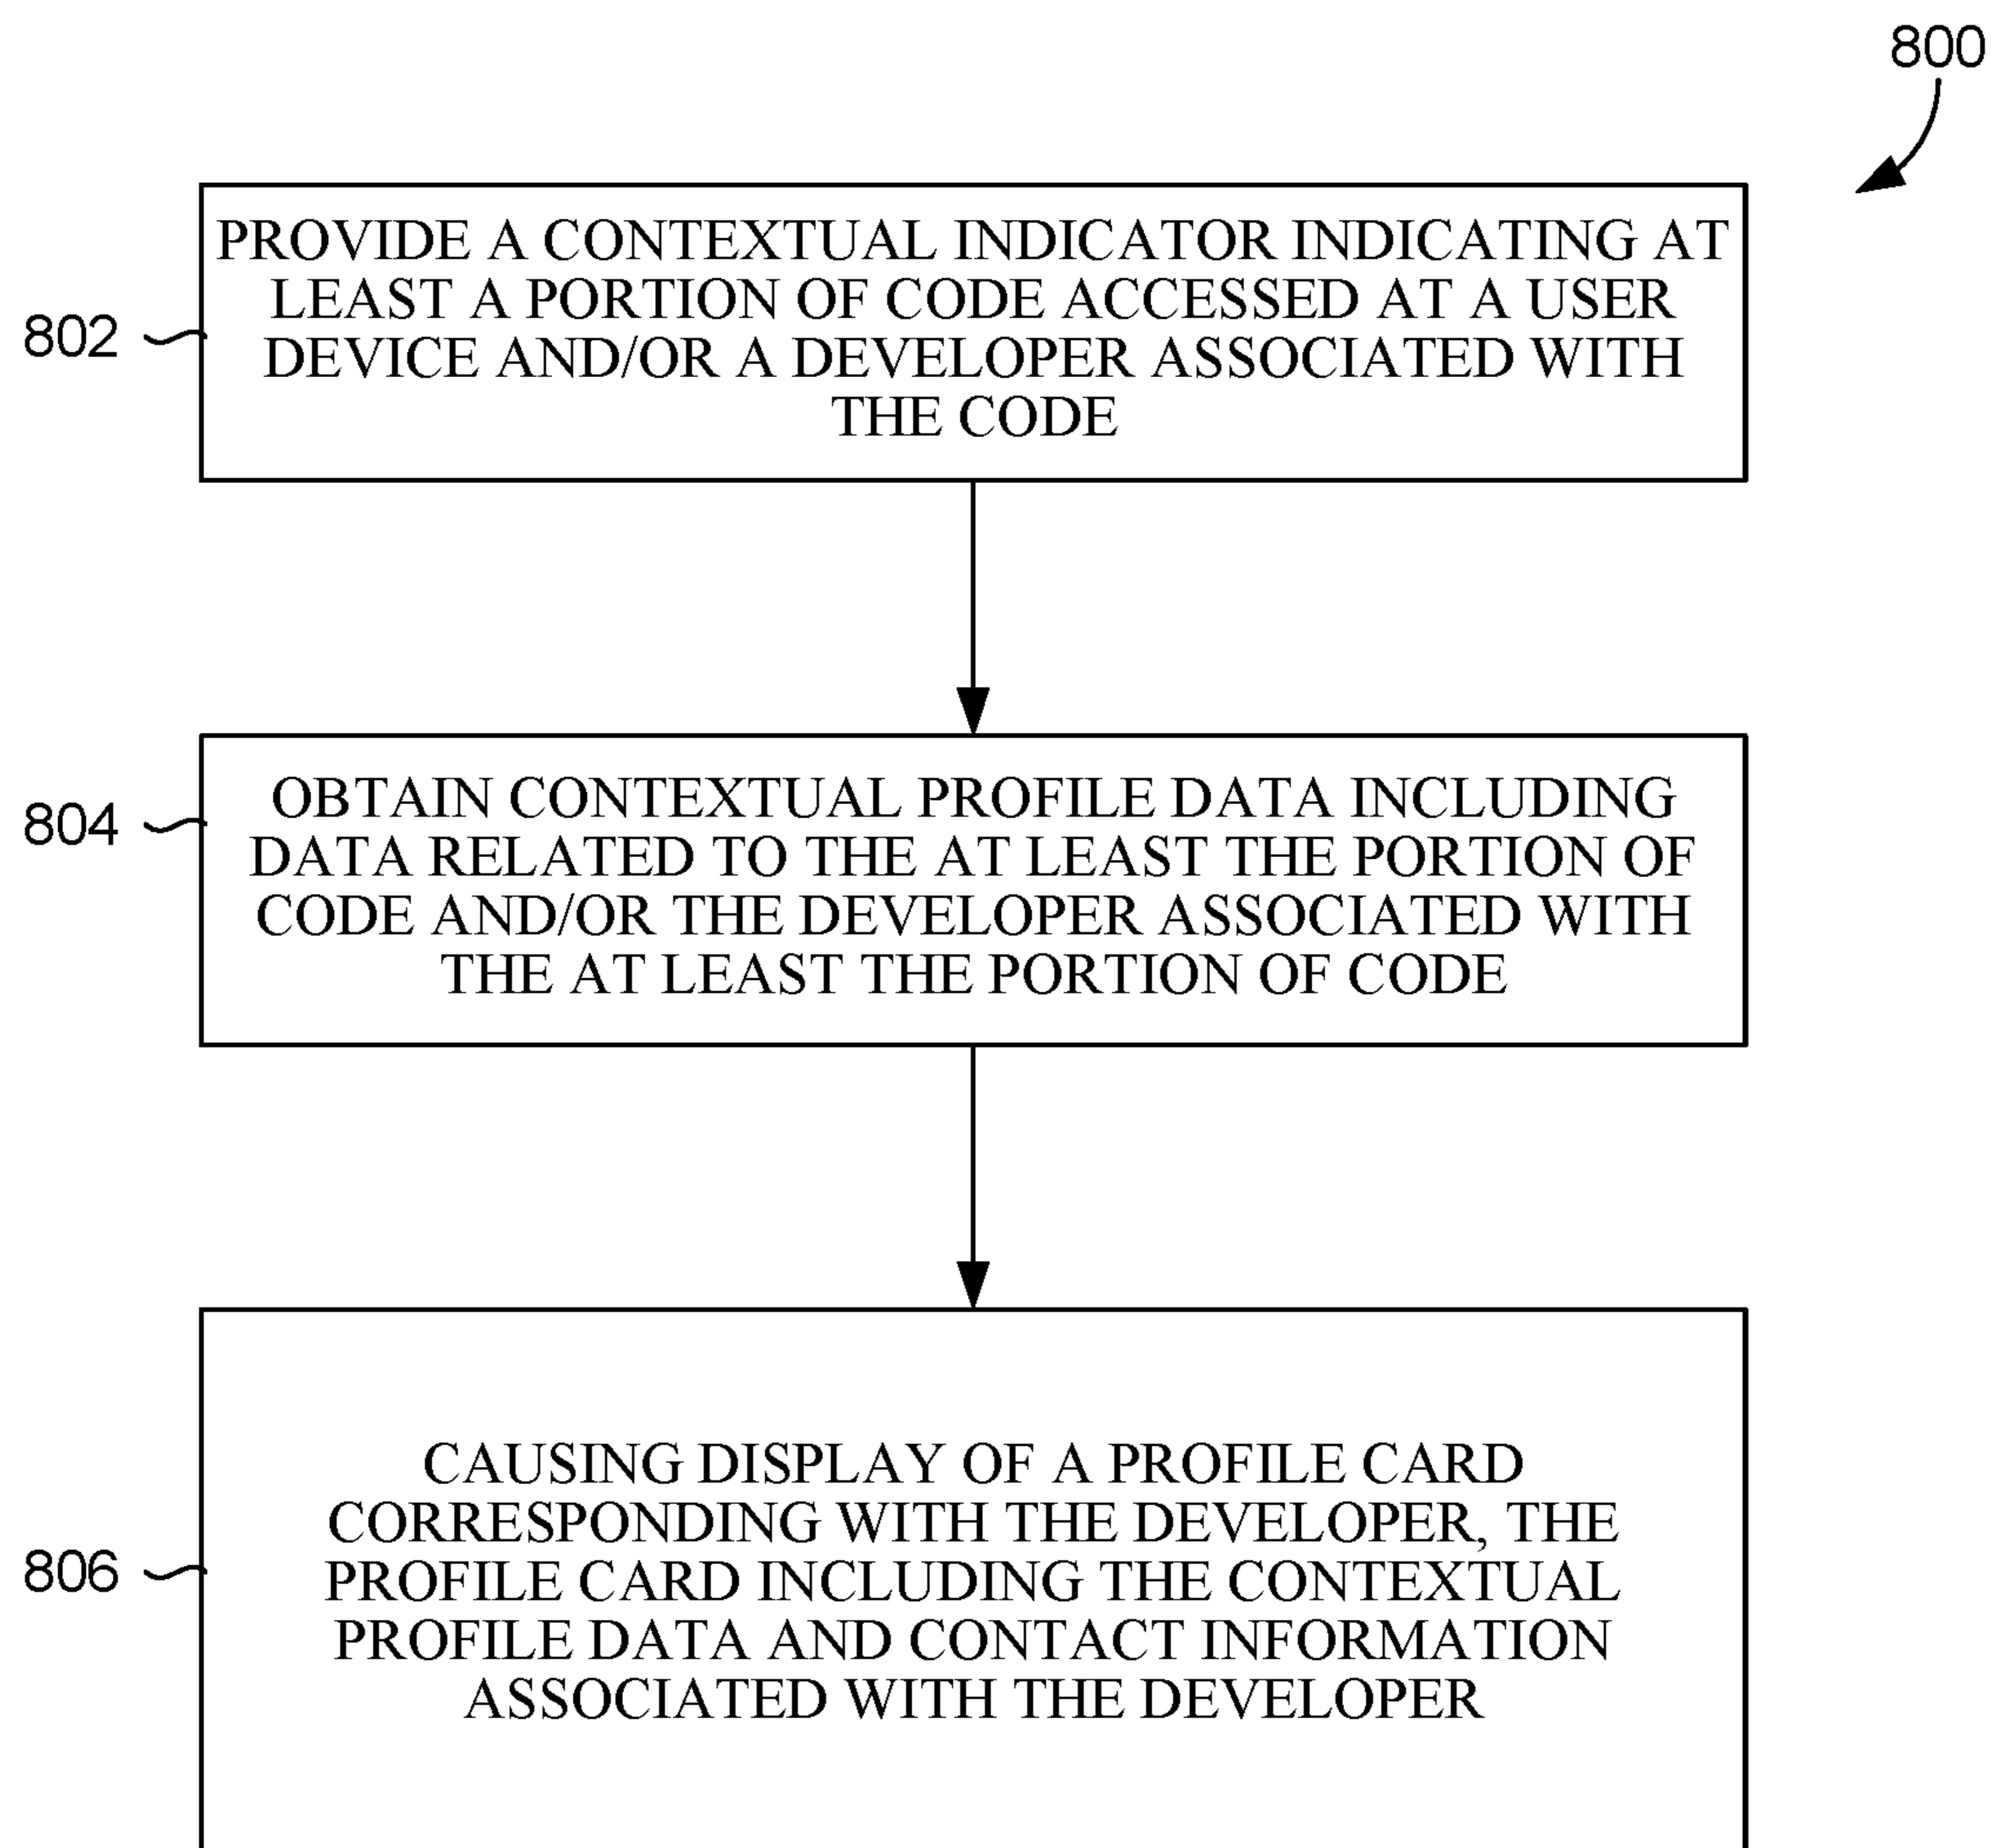 800
PROVIDE A CONTEXTUAL INDICATOR INDICATING AT
LEAST A PORTION OF CODE ACCESSED AT A USER
DEVICE AND/OR A DEVELOPER ASSOCIATED WITH
THE CODE
802
OBTAIN CONTEXTUAL PROFILE DATA INCLUDING
DATA RELATED TO THE AT LEAST THE PORTION OF
CODE AND/OR THE DEVELOPER ASSOCIATED WITH
THE AT LEAST THE PORTION OF CODE
804
CAUSING DISPLAY OF A PROFILE CARD
CORRESPONDING WITH THE DEVELOPER, THE
PROFILE CARD INCLUDING THE CONTEXTUAL
PROFILE DATA AND CONTACT INFORMATION
ASSOCIATED WITH THE DEVELOPER
806